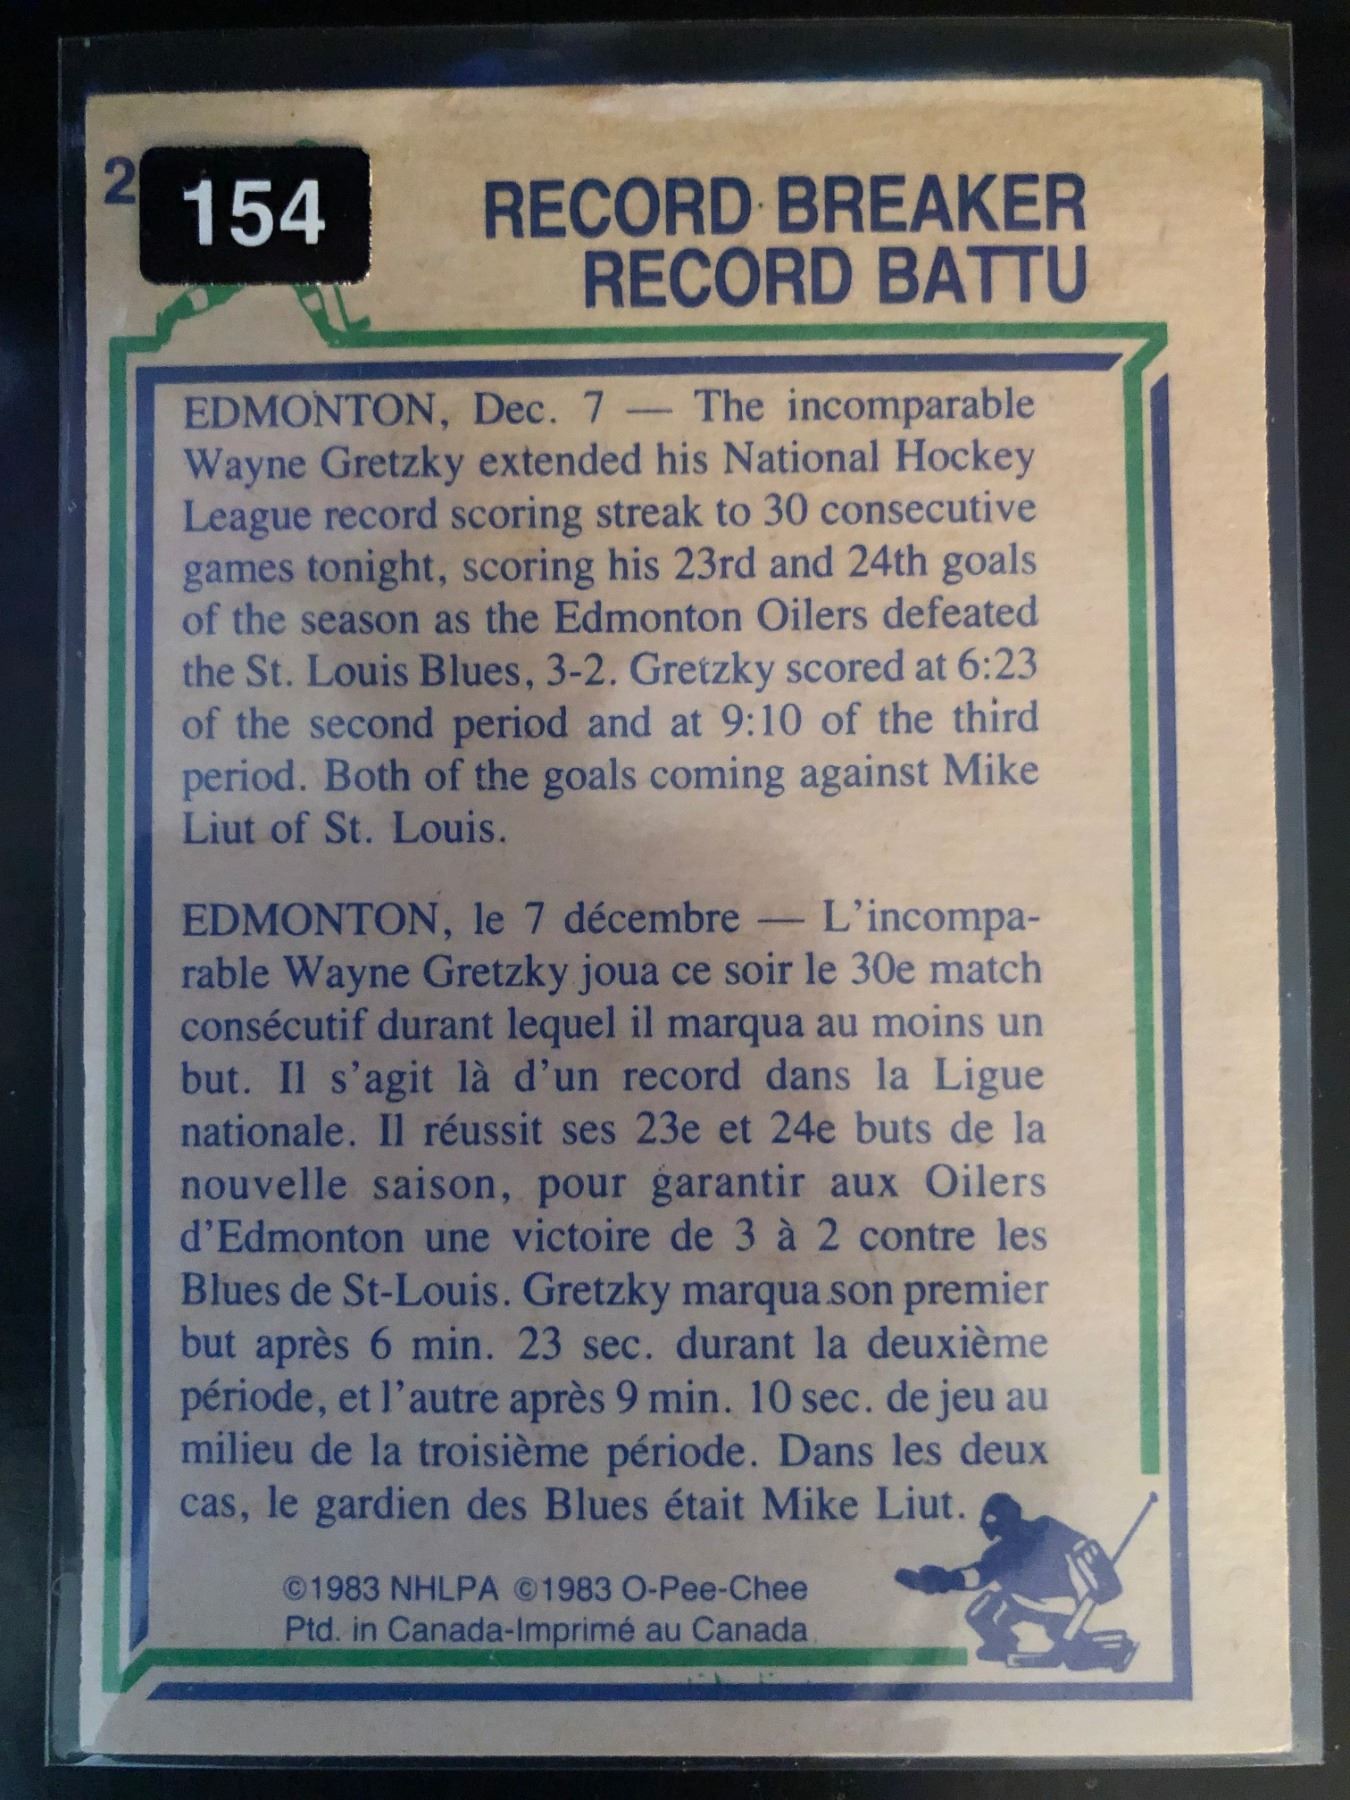 2
154
RECORD BREAKER
RECORD BATTU
EDMONTON, Dec. 7 — The incomparable
Wayne Gretzky extended his National Hockey
League record scoring streak to 30 consecutive
games tonight, scoring his 23rd and 24th goals
of the season as the Edmonton Oilers defeated
the St. Louis Blues, 3-2. Gretzky scored at 6:23
of the second period and at 9:10 of the third
period. Both of the goals coming against Mike
Liut of St. Louis.
EDMONTON, le 7 décembre — L'incompa-
rable Wayne Gretzky joua ce soir le 30e match
consécutif durant lequel il marqua au moins un
but. Il s'agit là d'un record dans la Ligue
nationale. Il réussit ses 23e et 24e buts de la
nouvelle saison, pour garantir aux Oilers
d'Edmonton une victoire de 3 à 2 contre les
Blues de St-Louis. Gretzky marqua son premier
but après 6 min. 23 sec. durant la deuxième
période, et l'autre après 9 min. 10 sec. de jeu au
milieu de la troisième période. Dans les deux
cas, le gardien des Blues était Mike Liut.
©1983 NHLPA ©1983 O-Pee-Chee
Ptd. in Canada-Imprimé au Canada